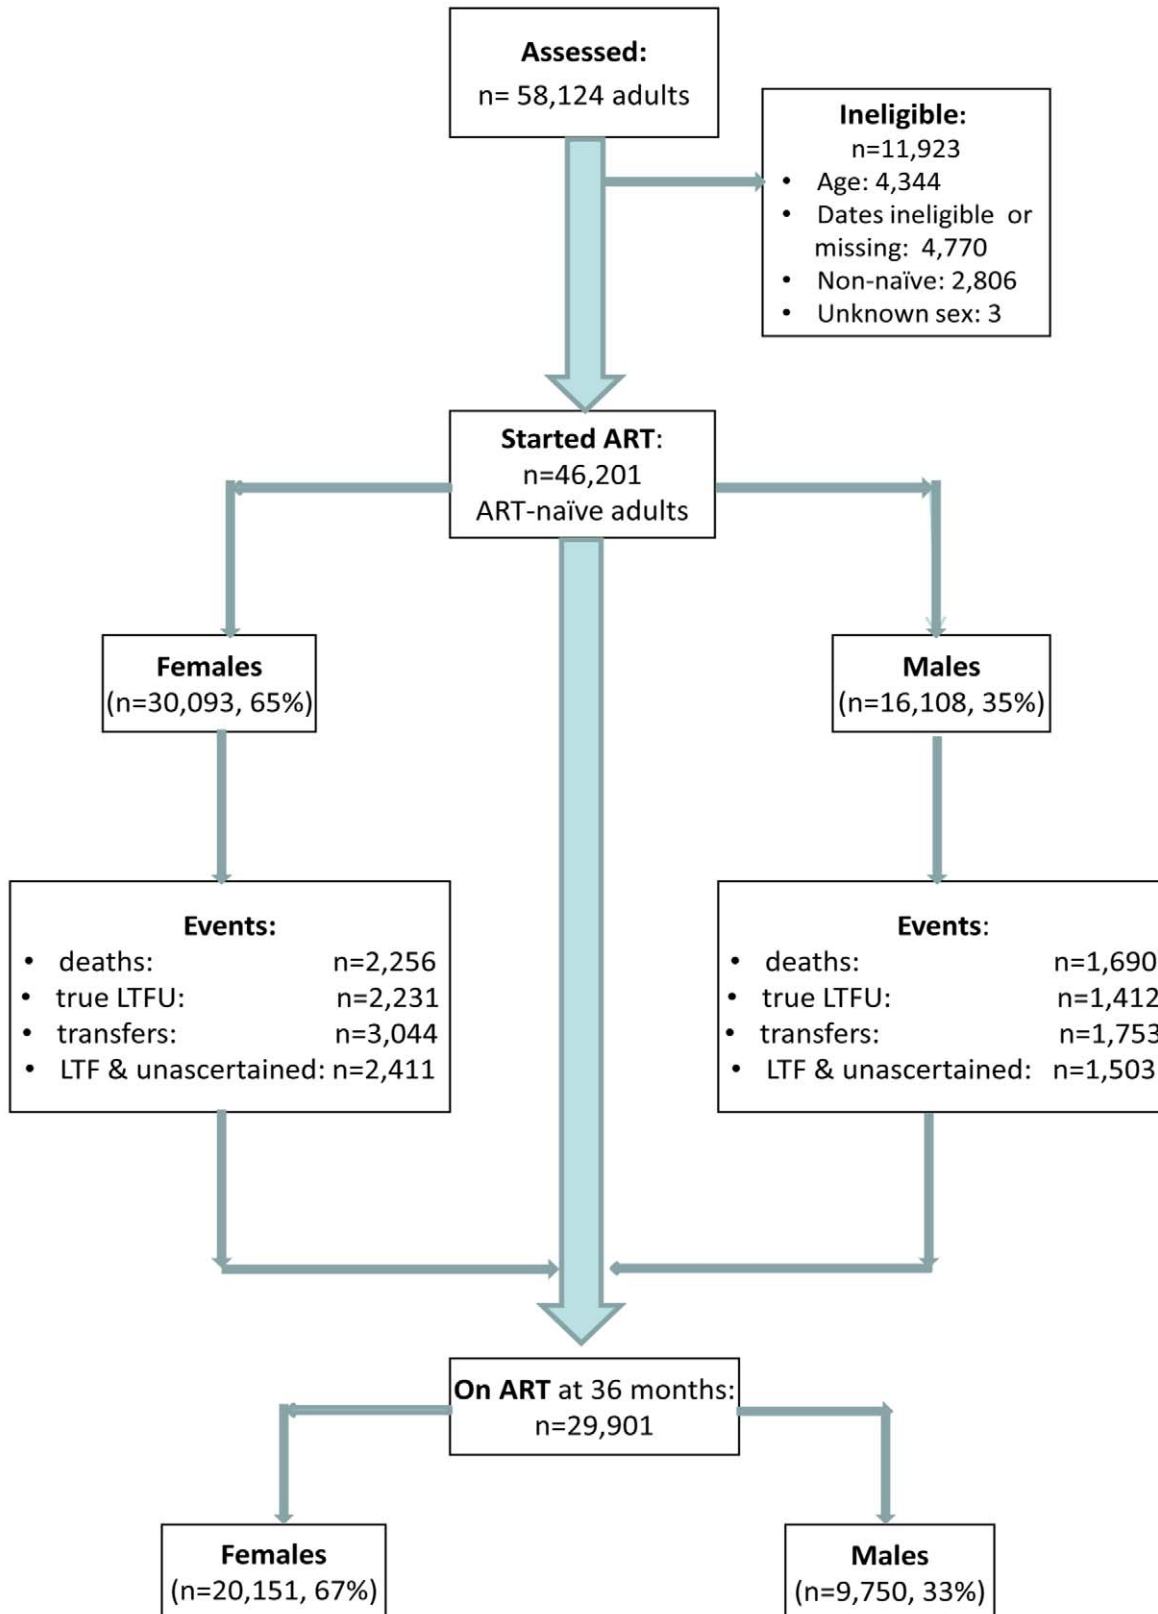 Assessed:
n= 58,124 adults
Ineligible:
n=11,923
• Age: 4,344
• Dates ineligible or
missing: 4,770
• Non-naïve: 2,806
• Unknown sex: 3
Started ART:
n=46,201
ART-naïve adults
Females
(n=30,093, 65%)
Males
(n=16,108, 35%)
Events:
• deaths: n=2,256
• true LTFU: n=2,231
• transfers: n=3,044
• LTF & unascertained: n=2,411
Events:
• deaths: n=1,690
• true LTFU: n=1,412
• transfers: n=1,753
• LTF & unascertained: n=1,503
On ART at 36 months:
n=29,901
Females
(n=20,151, 67%)
Males
(n=9,750, 33%)